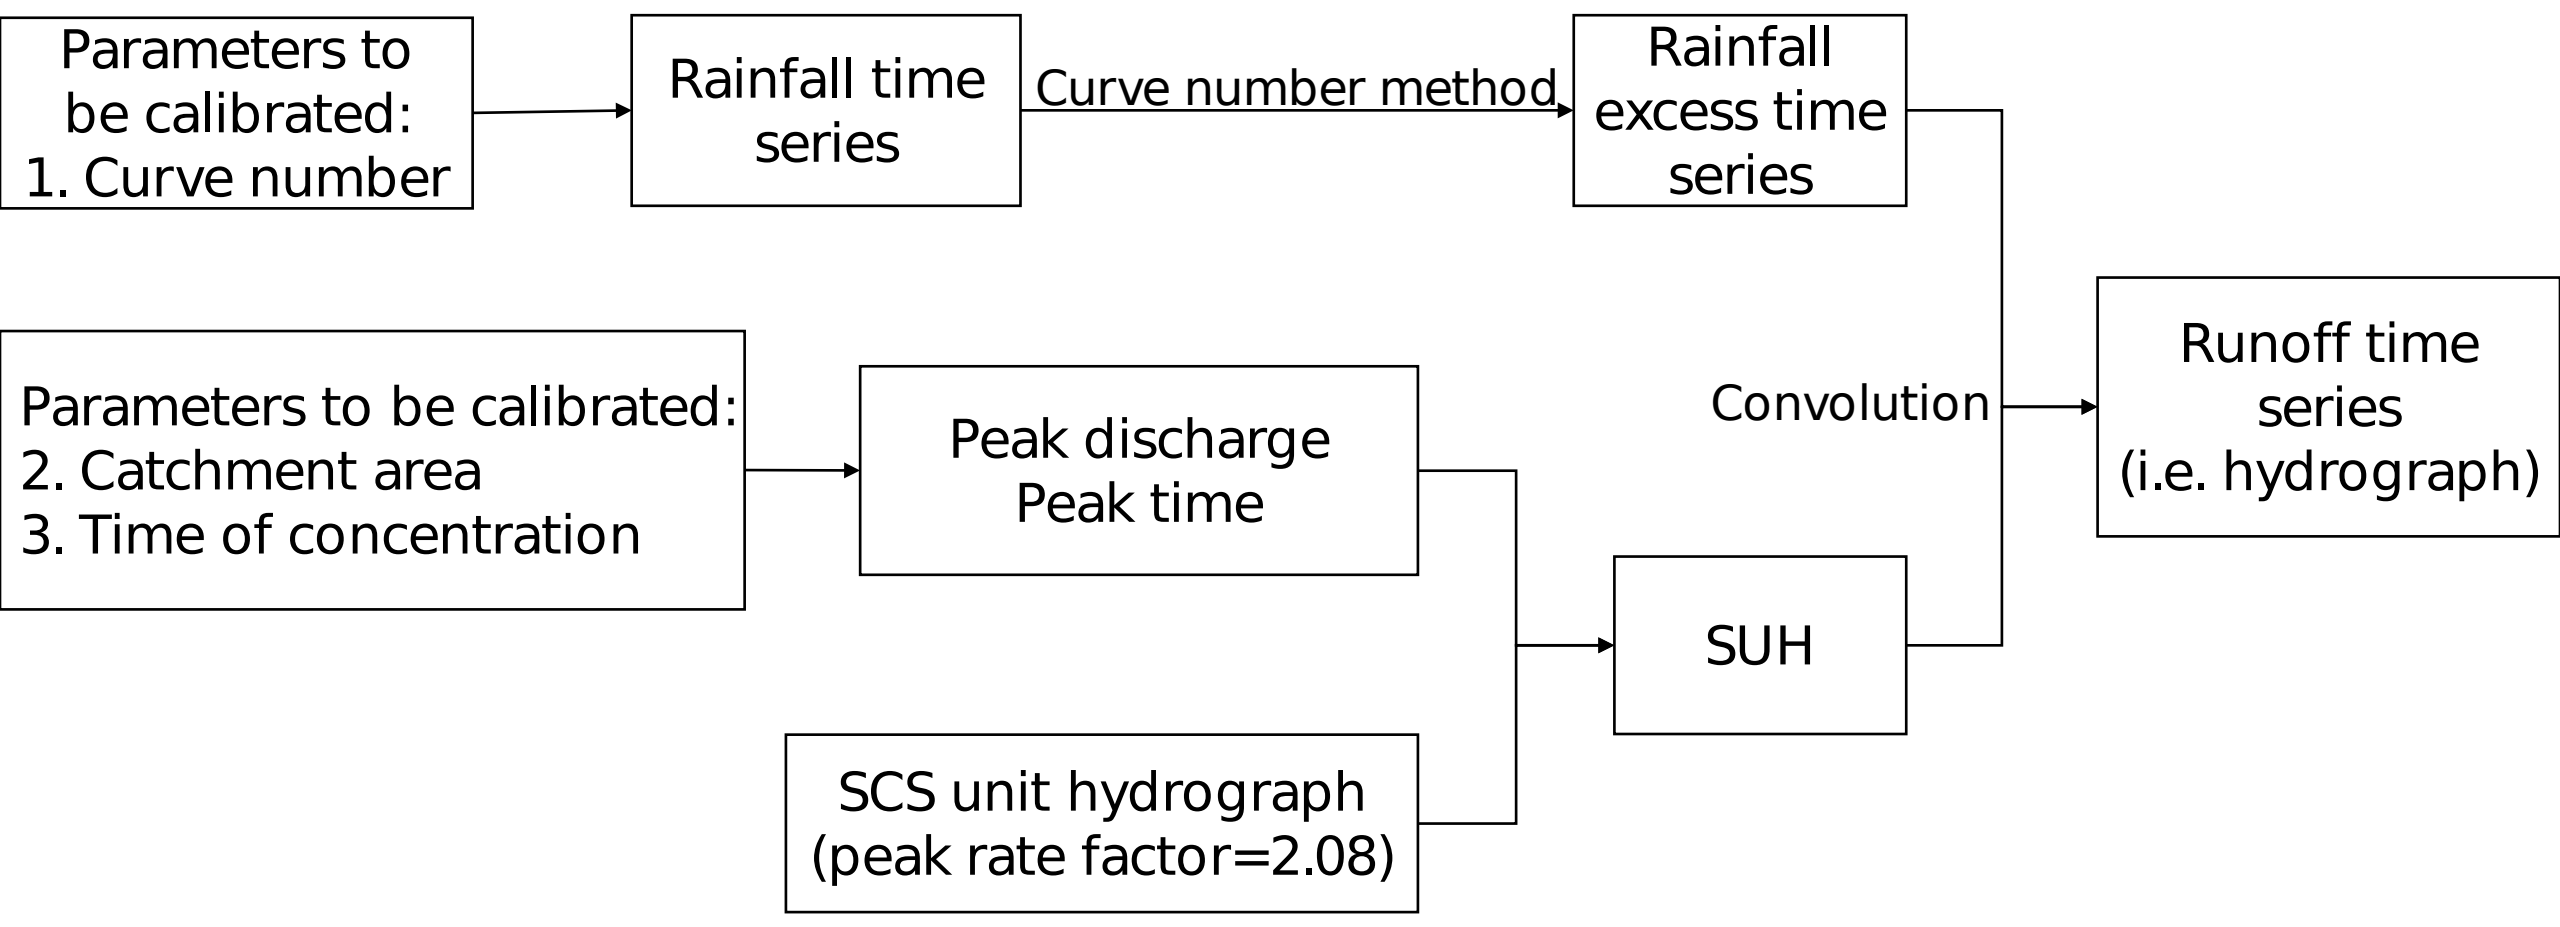 Parameters to
be calibrated:
1. Curve number
Rainfall time
series
Curve number method
Rainfall
excess time
series
Parameters to be calibrated:
2. Catchment area
3. Time of concentration
Peak discharge
Peak time
SCS unit hydrograph
(peak rate factor=2.08)
SUH
Convolution
Runoff time
series
(i.e. hydrograph)